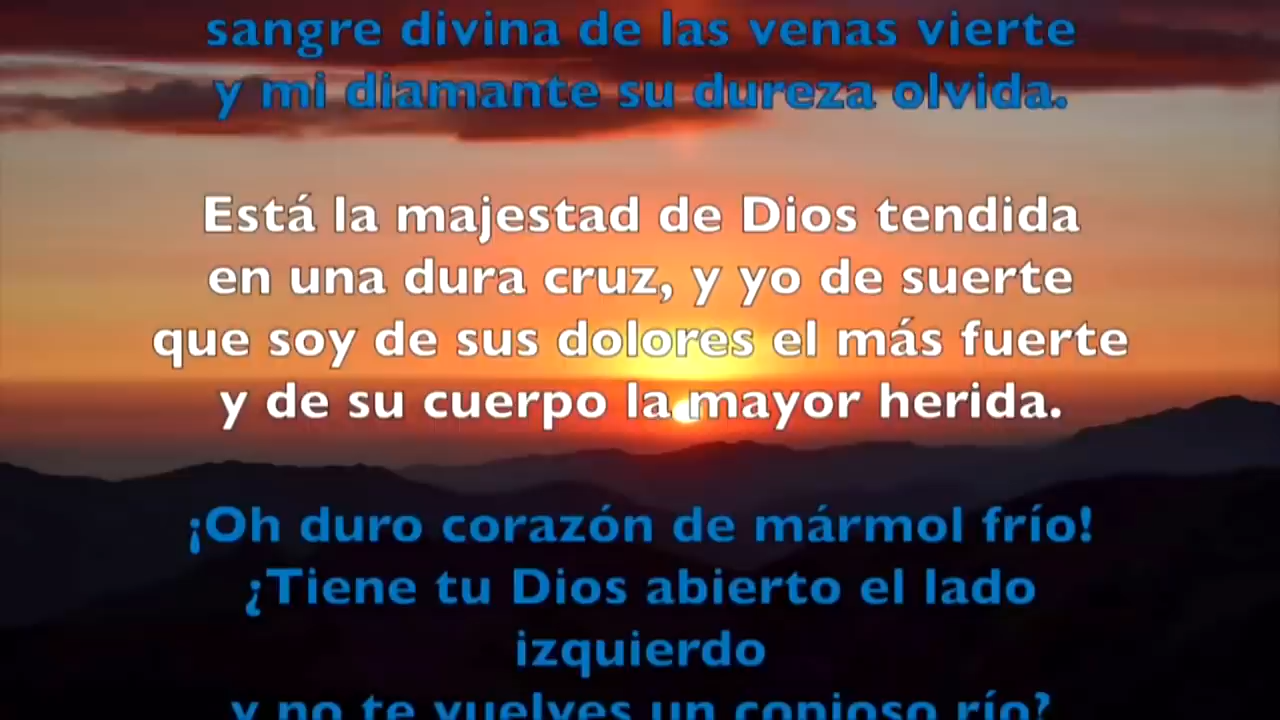 sangre divina de las venas vierte
y mi diamante su dureza olvida.
Está la majestad de Dios tendida
en una dura cruz, y yo de suerte
que soy de sus dolores el más fuerte
y de su cuerpo la mayor herida.
¡Oh duro corazón de mármol frío!
¿Tiene tu Dios abierto el lado
izquierdo
y no te vuelves un copioso río?